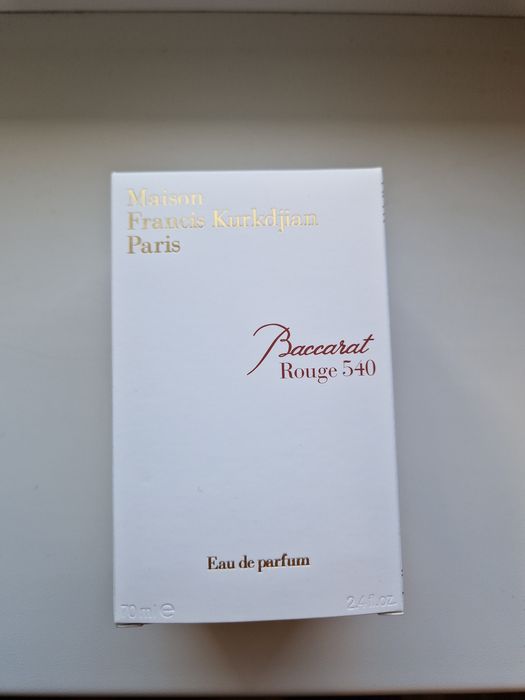 Maison
Francis Kurkdjian
Paris
Baccarat
Rouge 540
Eau de parfum
70 ml ℮ 2.4 fl.oz.